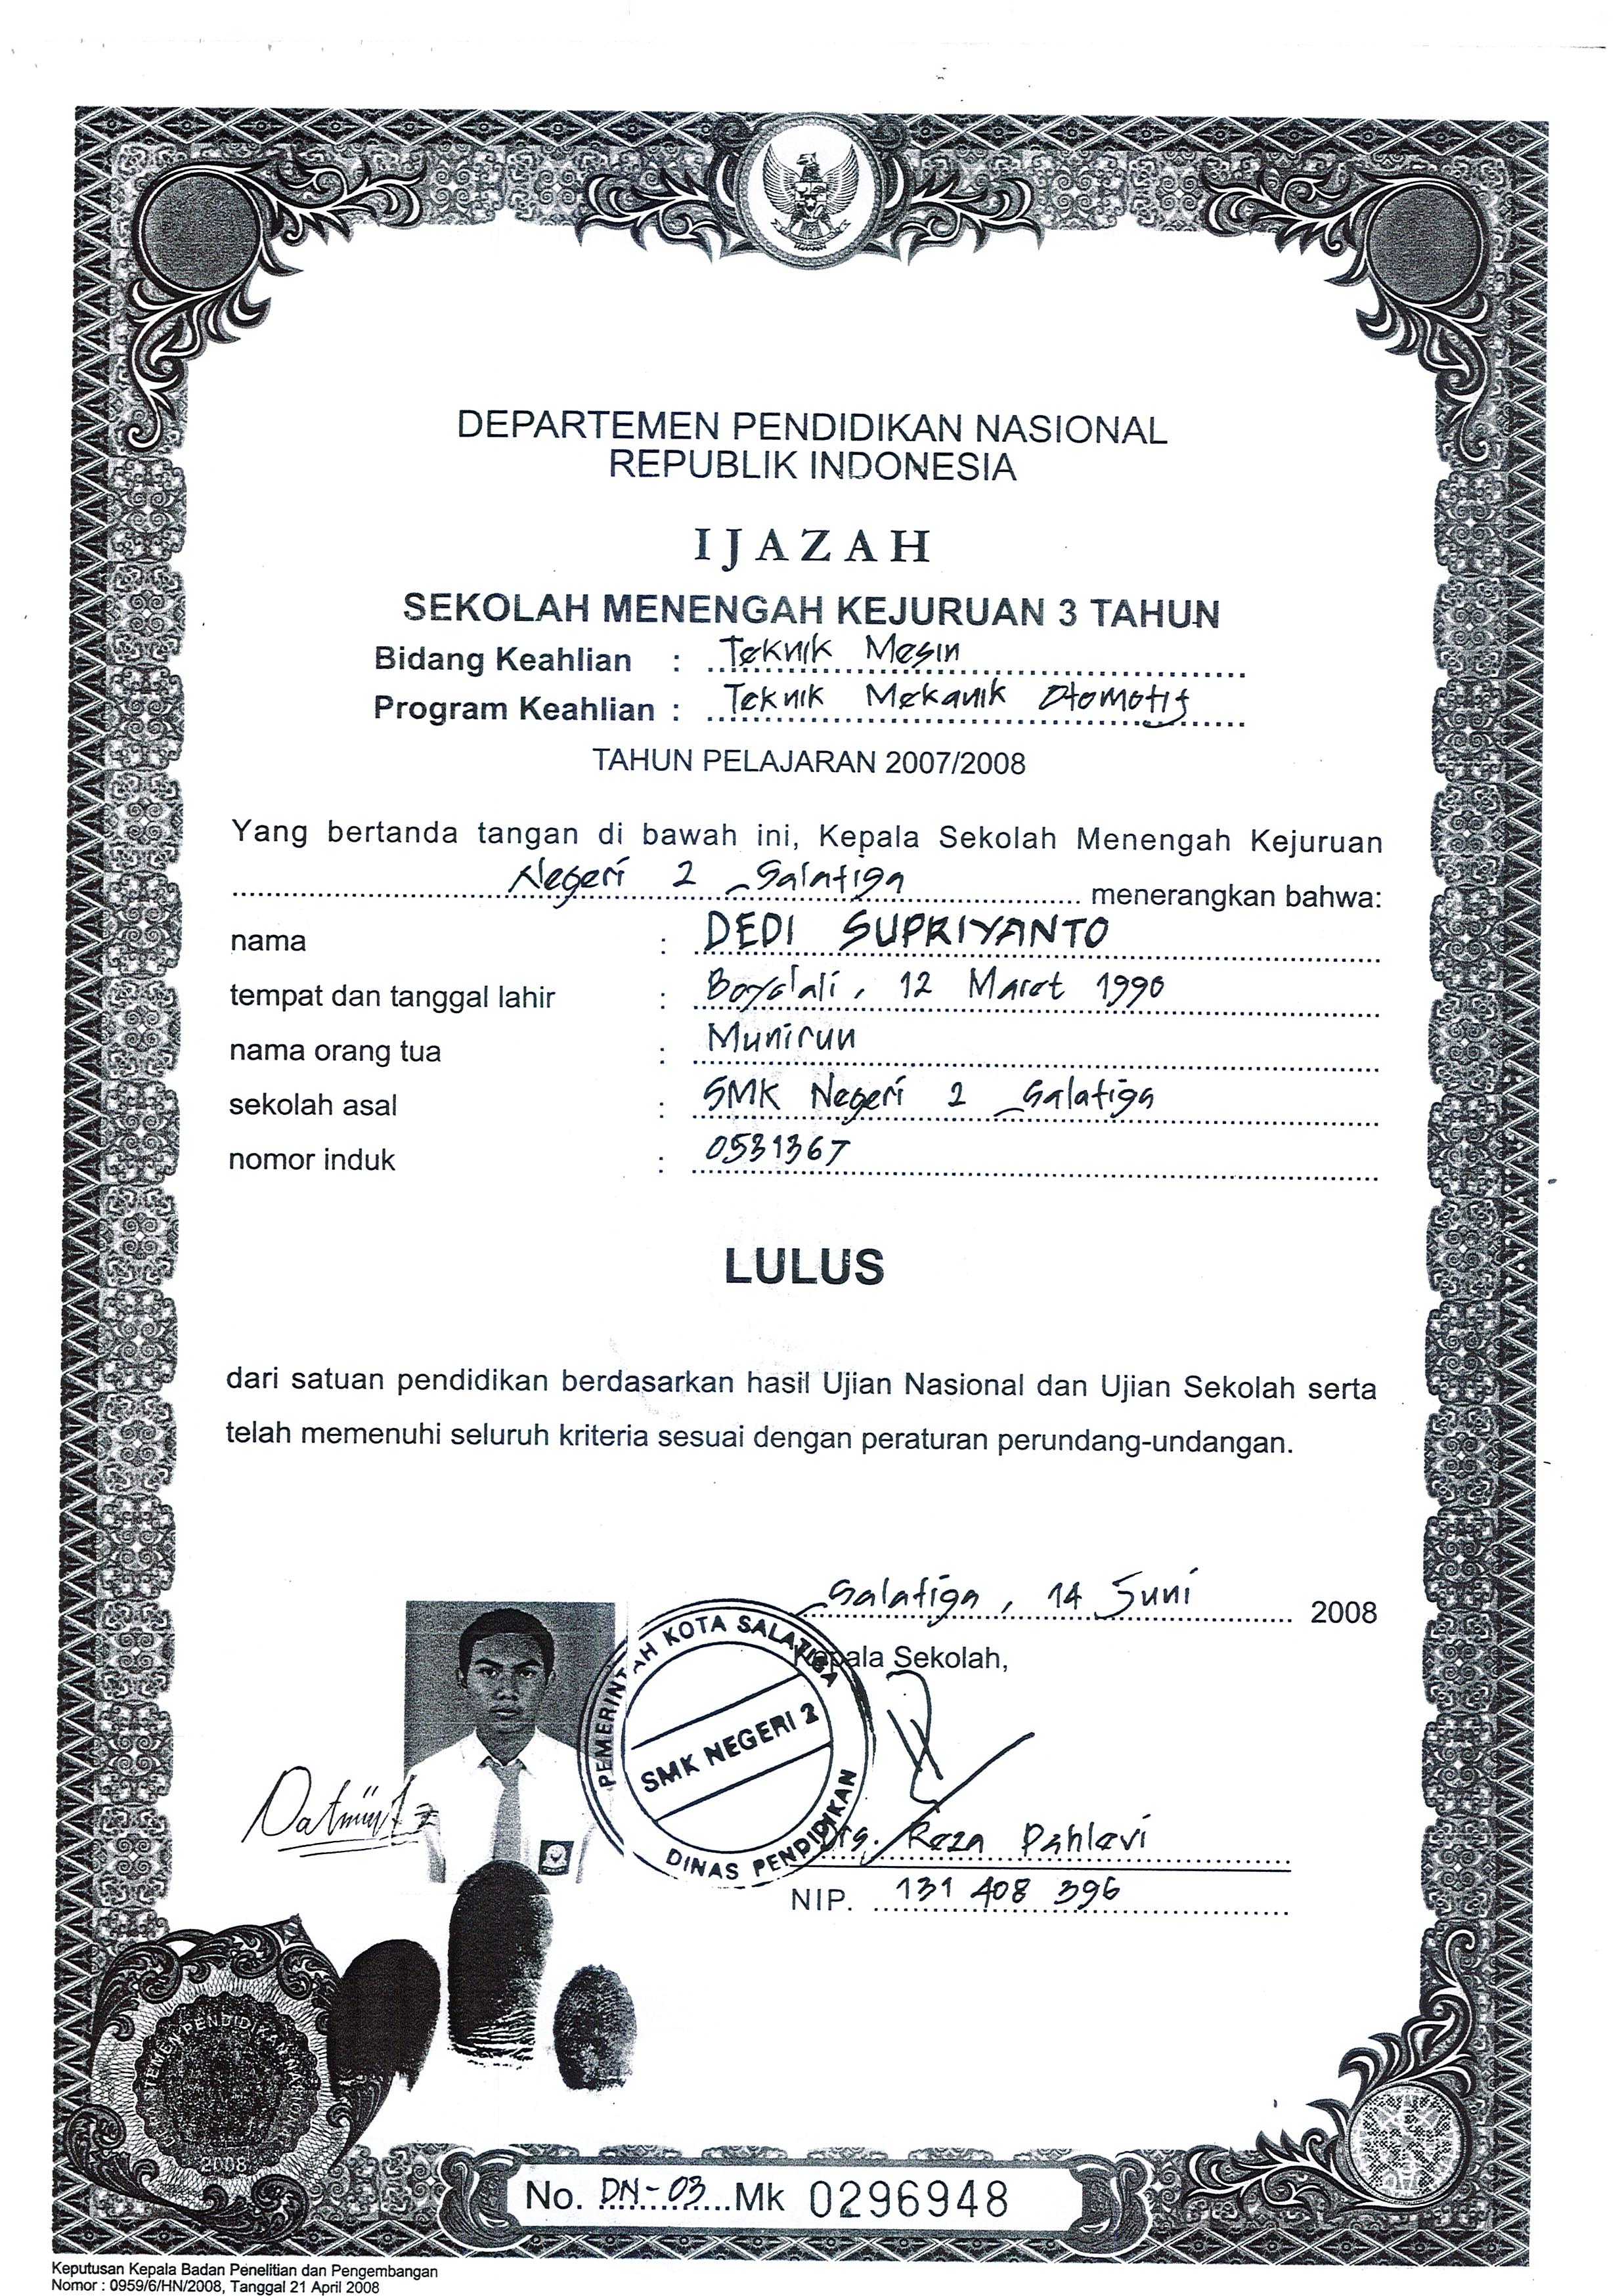 DEPARTEMEN PENDIDIKAN NASIONAL
REPUBLIK INDONESIA
IJAZAH
SEKOLAH MENENGAH KEJURUAN 3 TAHUN
Bidang Keahlian : Teknik Mesin
Program Keahlian : Teknik Mekanik Otomotif
TAHUN PELAJARAN 2007/2008
Yang bertanda tangan di bawah ini, Kepala Sekolah Menengah Kejuruan
Negeri 2 Salatiga menerangkan bahwa:
nama : DEDI SUPRIYANTO
tempat dan tanggal lahir : Boyolali, 12 Maret 1990
nama orang tua : Munirun
sekolah asal : SMK Negeri 2 Salatiga
nomor induk : 0531367
LULUS
dari satuan pendidikan berdasarkan hasil Ujian Nasional dan Ujian Sekolah serta
telah memenuhi seluruh kriteria sesuai dengan peraturan perundang-undangan.
Salatiga, 14 Juni 2008
Kepala Sekolah,
PEMERINTAH KOTA SALATIGA
SMK NEGERI 2
DINAS PENDIDIKAN
Drs. Reza Pahlevi
NIP. 131 408 396
PENDIDIKAN
2008
No. DN-03 Mk 0296948
Keputusan Kepala Badan Penelitian dan Pengembangan
Nomor : 0959/6/HN/2008, Tanggal 21 April 2008